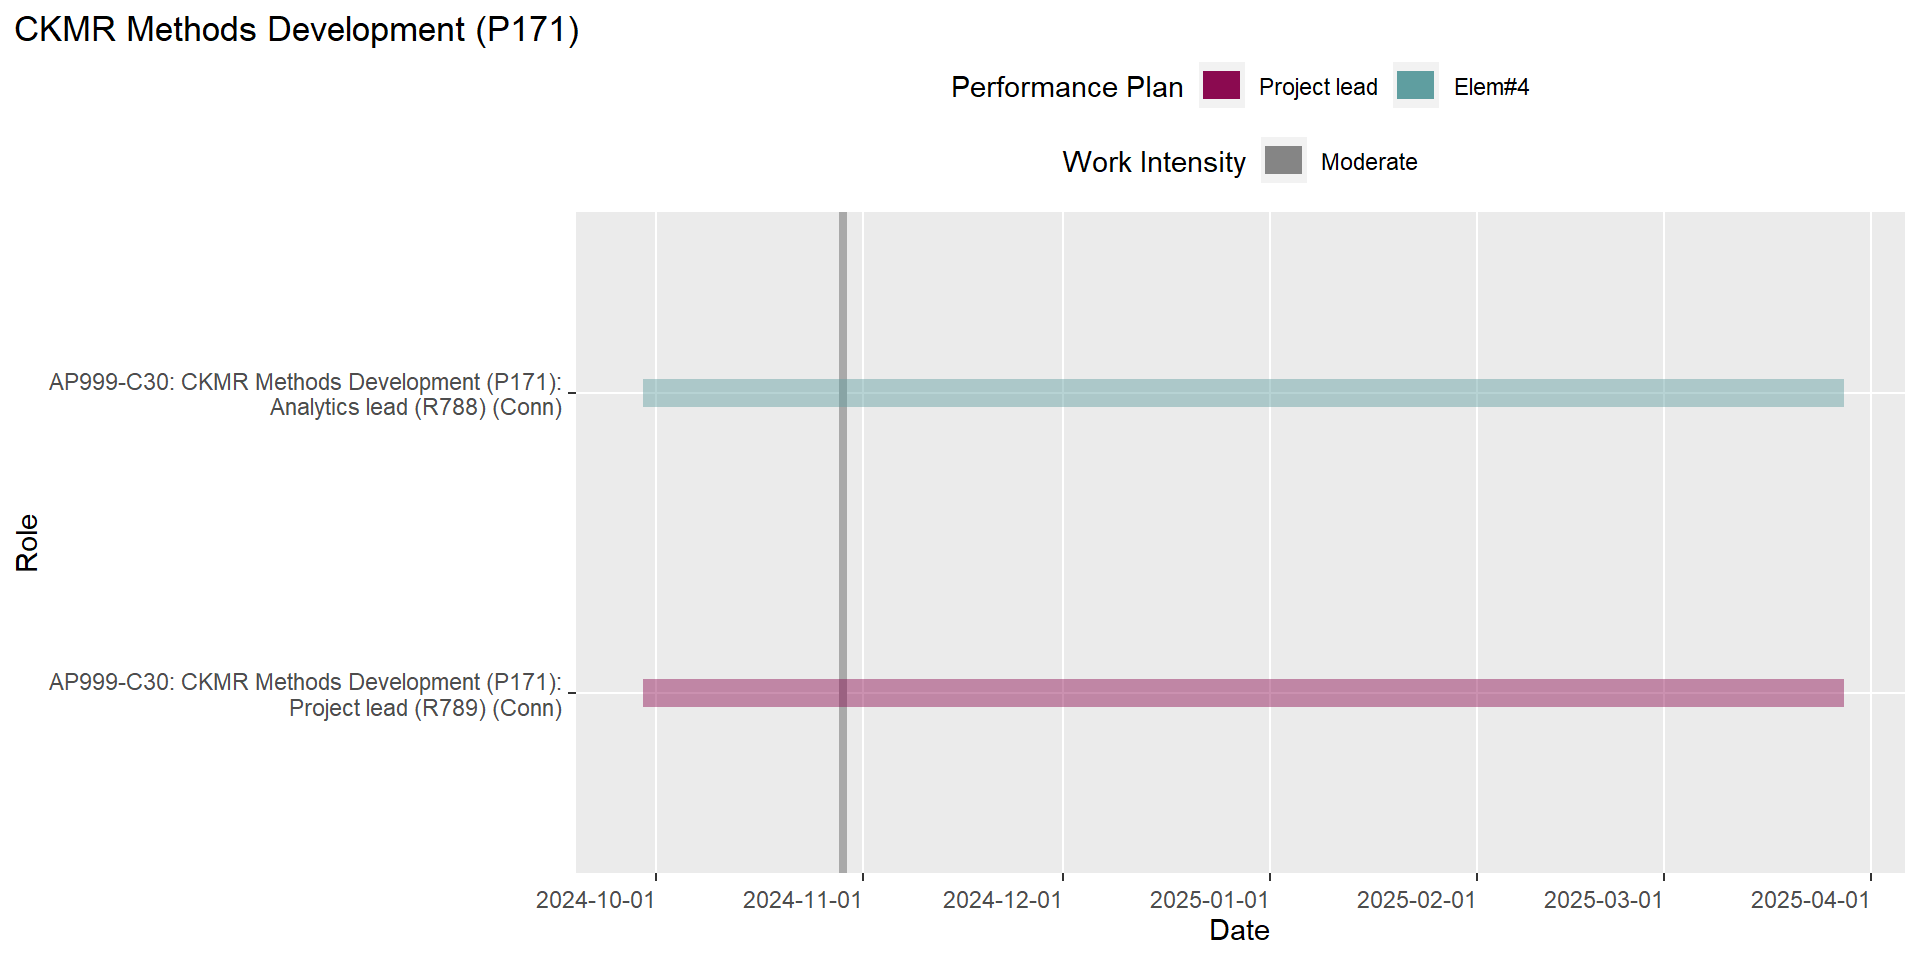 CKMR Methods Development (P171)
Performance Plan Project lead Elem#4
Work Intensity Moderate
AP999-C30: CKMR Methods Development (P171):
Analytics lead (R788) (Conn)
Role
AP999-C30: CKMR Methods Development (P171):
Project lead (R789) (Conn)
2024-10-01 2024-11-01 2024-12-01 2025-01-01 2025-02-01 2025-03-01 2025-04-01
Date